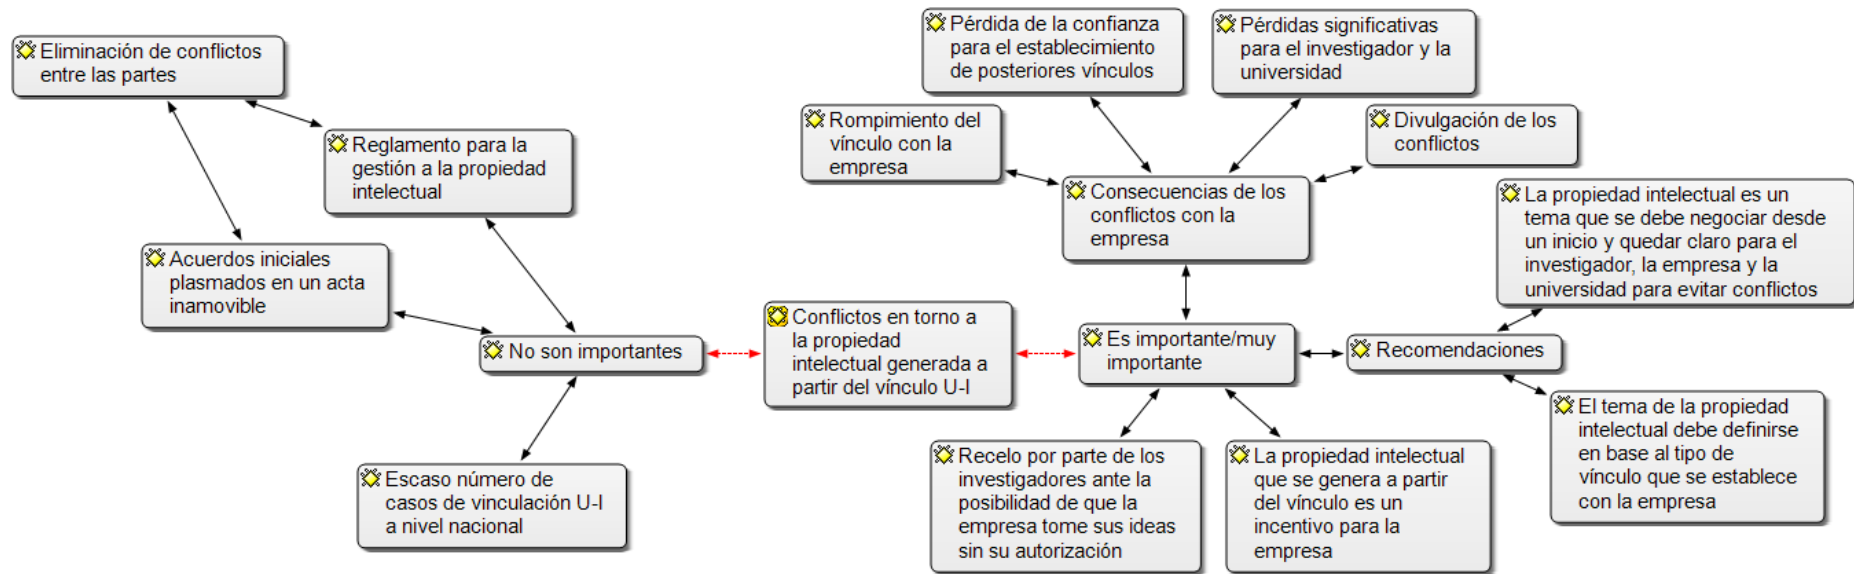 Eliminación de conflictos
entre las partes
Reglamento para la
gestión a la propiedad
intelectual
Acuerdos iniciales
plasmados en un acta
inamovible
No son importantes
Escaso número de
casos de vinculación U-I
a nivel nacional
Conflictos en torno a
la propiedad
intelectual generada a
partir del vínculo U-I
Pérdida de la confianza
para el establecimiento
de posteriores vínculos
Pérdidas significativas
para el investigador y la
universidad
Rompimiento del
vínculo con la
empresa
Divulgación de los
conflictos
Consecuencias de los
conflictos con la
empresa
La propiedad intelectual es un
tema que se debe negociar desde
un inicio y quedar claro para el
investigador, la empresa y la
universidad para evitar conflictos
Es importante/muy
importante
Recomendaciones
El tema de la propiedad
intelectual debe definirse
en base al tipo de
vínculo que se establece
con la empresa
Recelo por parte de los
investigadores ante la
posibilidad de que la
empresa tome sus ideas
sin su autorización
La propiedad intelectual
que se genera a partir
del vínculo es un
incentivo para la
empresa